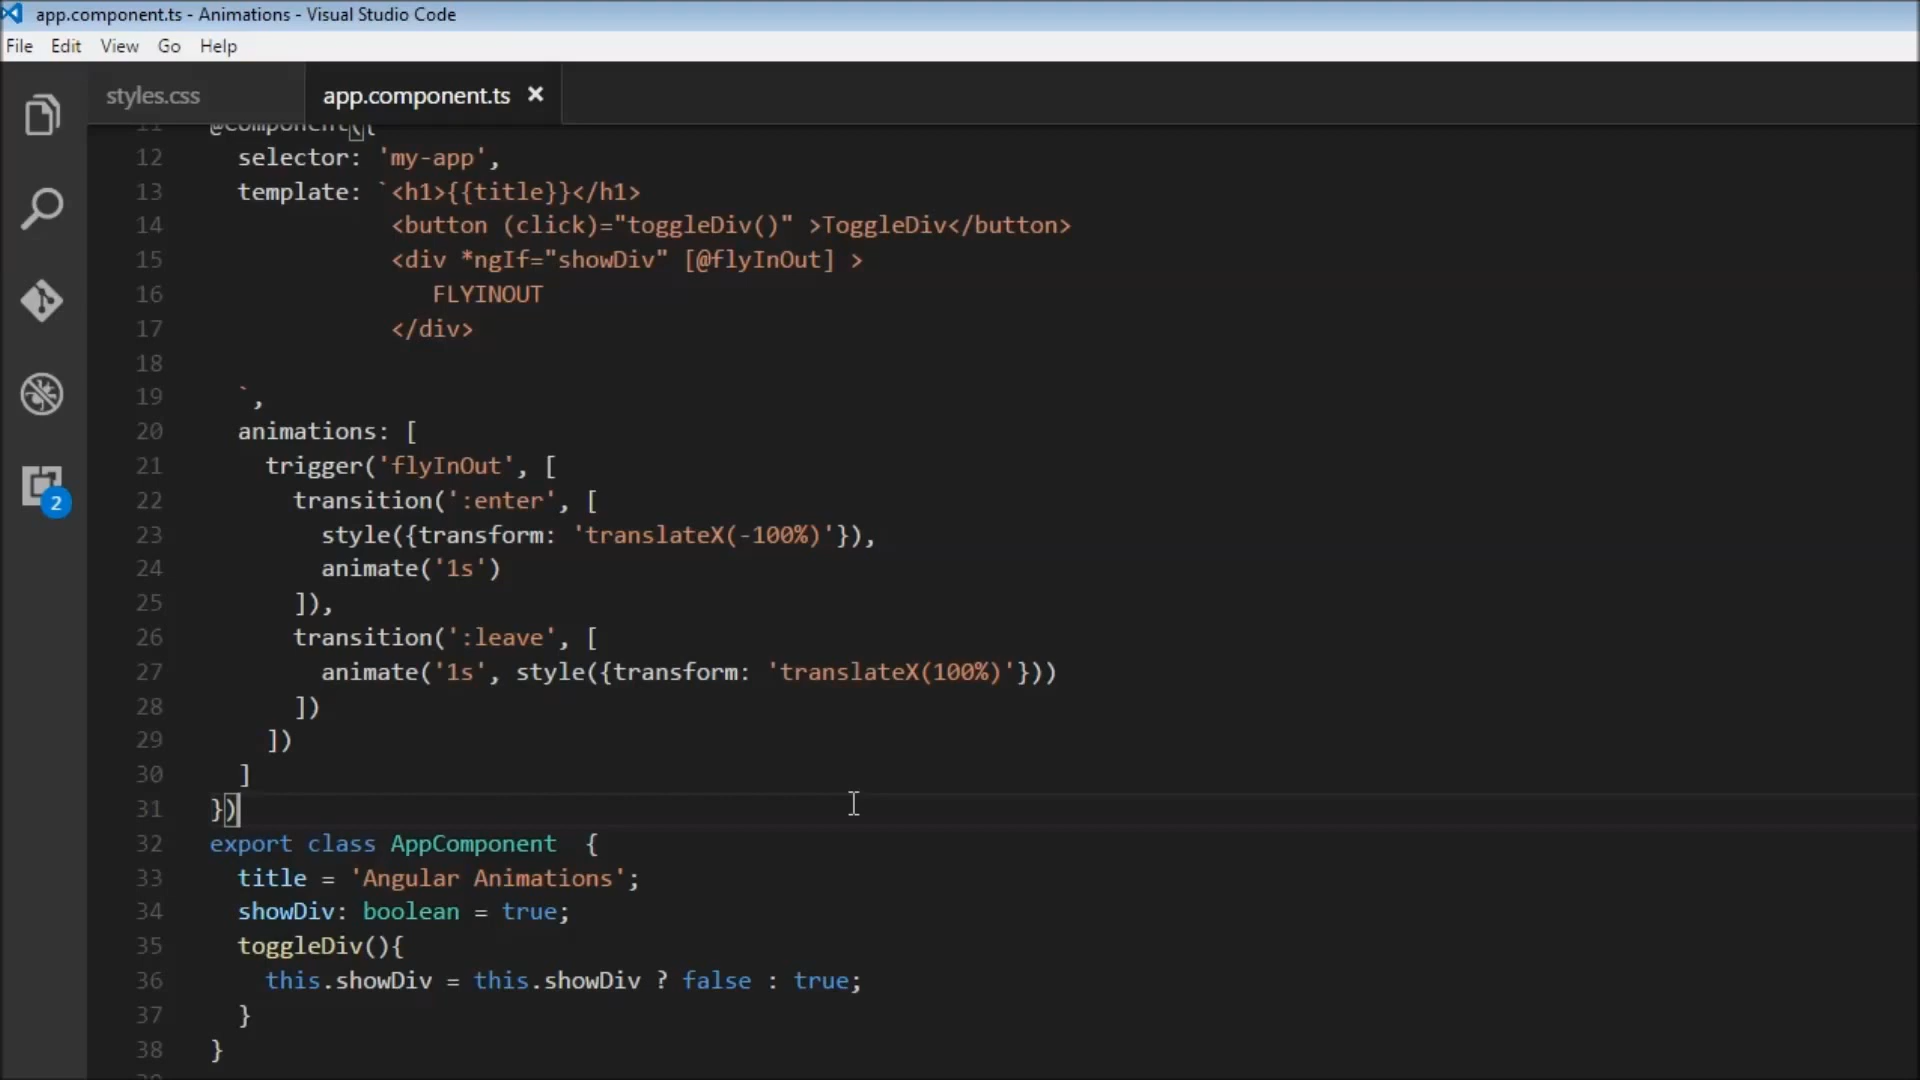 app.component.ts - Animations - Visual Studio Code
File Edit View Go Help
styles.css app.component.ts ×
11 @Component({
12 selector: 'my-app',
13 template: `<h1>{{title}}</h1>
14 <button (click)="toggleDiv()" >ToggleDiv</button>
15 <div *ngIf="showDiv" [@flyInOut] >
16 FLYINOUT
17 </div>
18
19 `,
20 animations: [
21 trigger('flyInOut', [
22 transition(':enter', [
23 style({transform: 'translateX(-100%)'}),
24 animate('1s')
25 ]),
26 transition(':leave', [
27 animate('1s', style({transform: 'translateX(100%)'}))
28 ])
29 ])
30 ]
31 })
32 export class AppComponent  {
33 title = 'Angular Animations';
34 showDiv: boolean = true;
35 toggleDiv(){
36 this.showDiv = this.showDiv ? false : true;
37 }
38 }
39
2